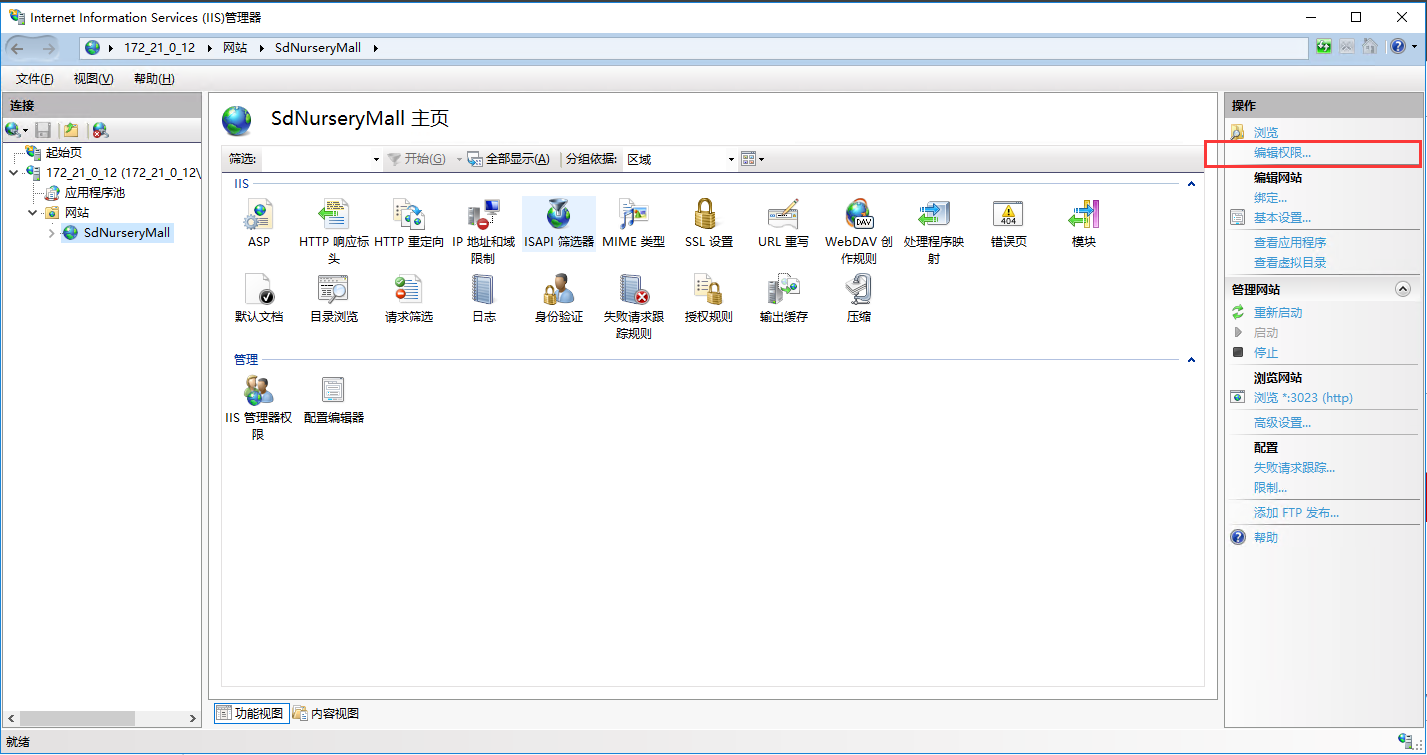 Internet Information Services (IIS)管理器
172_21_0_12 网站 SdNurseryMall
文件(F) 视图(V) 帮助(H)
连接
起始页
172_21_0_12 (172_21_0_12\
应用程序池
网站
SdNurseryMall
SdNurseryMall 主页
筛选: 开始(G) 全部显示(A) 分组依据: 区域
IIS
ASP
HTTP 响应标
头
HTTP 重定向
IP 地址和域
限制
ISAPI 筛选器
MIME 类型
SSL 设置
URL 重写
WebDAV 创
作规则
DAV
处理程序映
射
404
错误页
模块
默认文档
目录浏览
请求筛选
日志
身份验证
失败请求跟
踪规则
授权规则
输出缓存
压缩
管理
IIS 管理器权
限
配置编辑器
功能视图 内容视图
操作
浏览
编辑权限...
编辑网站
绑定...
基本设置...
查看应用程序
查看虚拟目录
管理网站
重新启动
启动
停止
浏览网站
浏览 *:3023 (http)
高级设置...
配置
失败请求跟踪...
限制...
添加 FTP 发布...
帮助
就绪